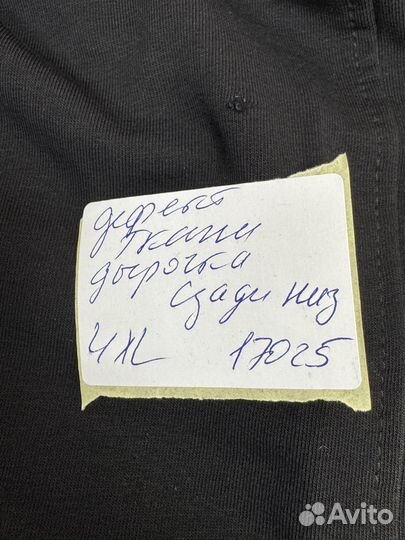 дефект
ткани
дырочка
сзади низ
4XL 17025
Avito